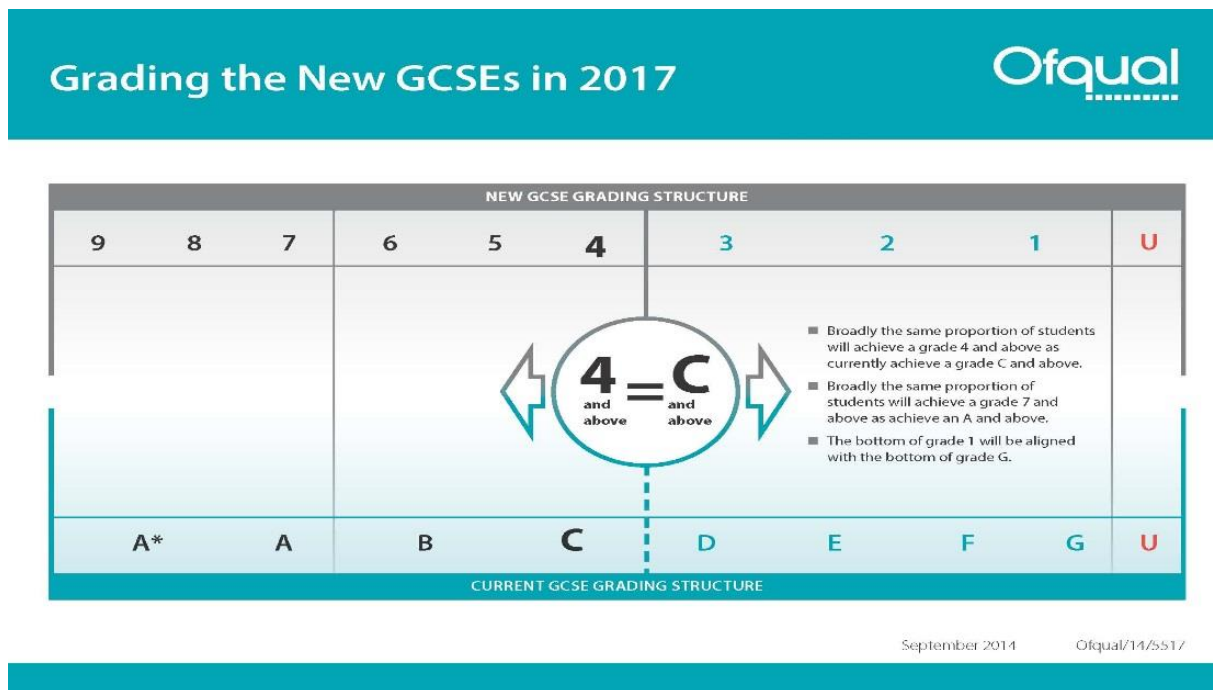 Grading the New GCSEs in 2017
Ofqual
NEW GCSE GRADING STRUCTURE
9 8 7 6 5 4 3 2 1 U
4 = C
and above and above
Broadly the same proportion of students
will achieve a grade 4 and above as
currently achieve a grade C and above.
Broadly the same proportion of
students will achieve a grade 7 and
above as achieve an A and above.
The bottom of grade 1 will be aligned
with the bottom of grade G.
A* A B C D E F G U
CURRENT GCSE GRADING STRUCTURE
September 2014 Ofqual/14/5517